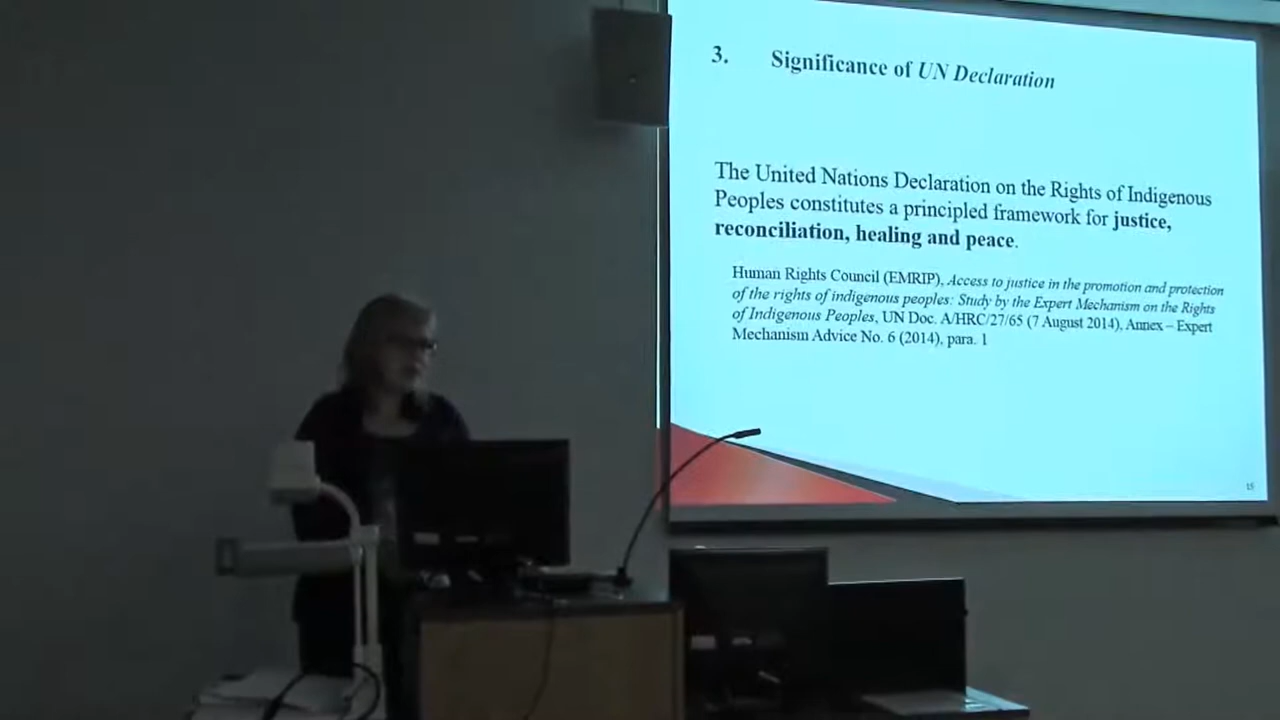 3. Significance of UN Declaration
The United Nations Declaration on the Rights of Indigenous
Peoples constitutes a principled framework for justice,
reconciliation, healing and peace.
Human Rights Council (EMRIP), Access to justice in the promotion and protection
of the rights of indigenous peoples: Study by the Expert Mechanism on the Rights
of Indigenous Peoples, UN Doc. A/HRC/27/65 (7 August 2014), Annex – Expert
Mechanism Advice No. 6 (2014), para. 1
15